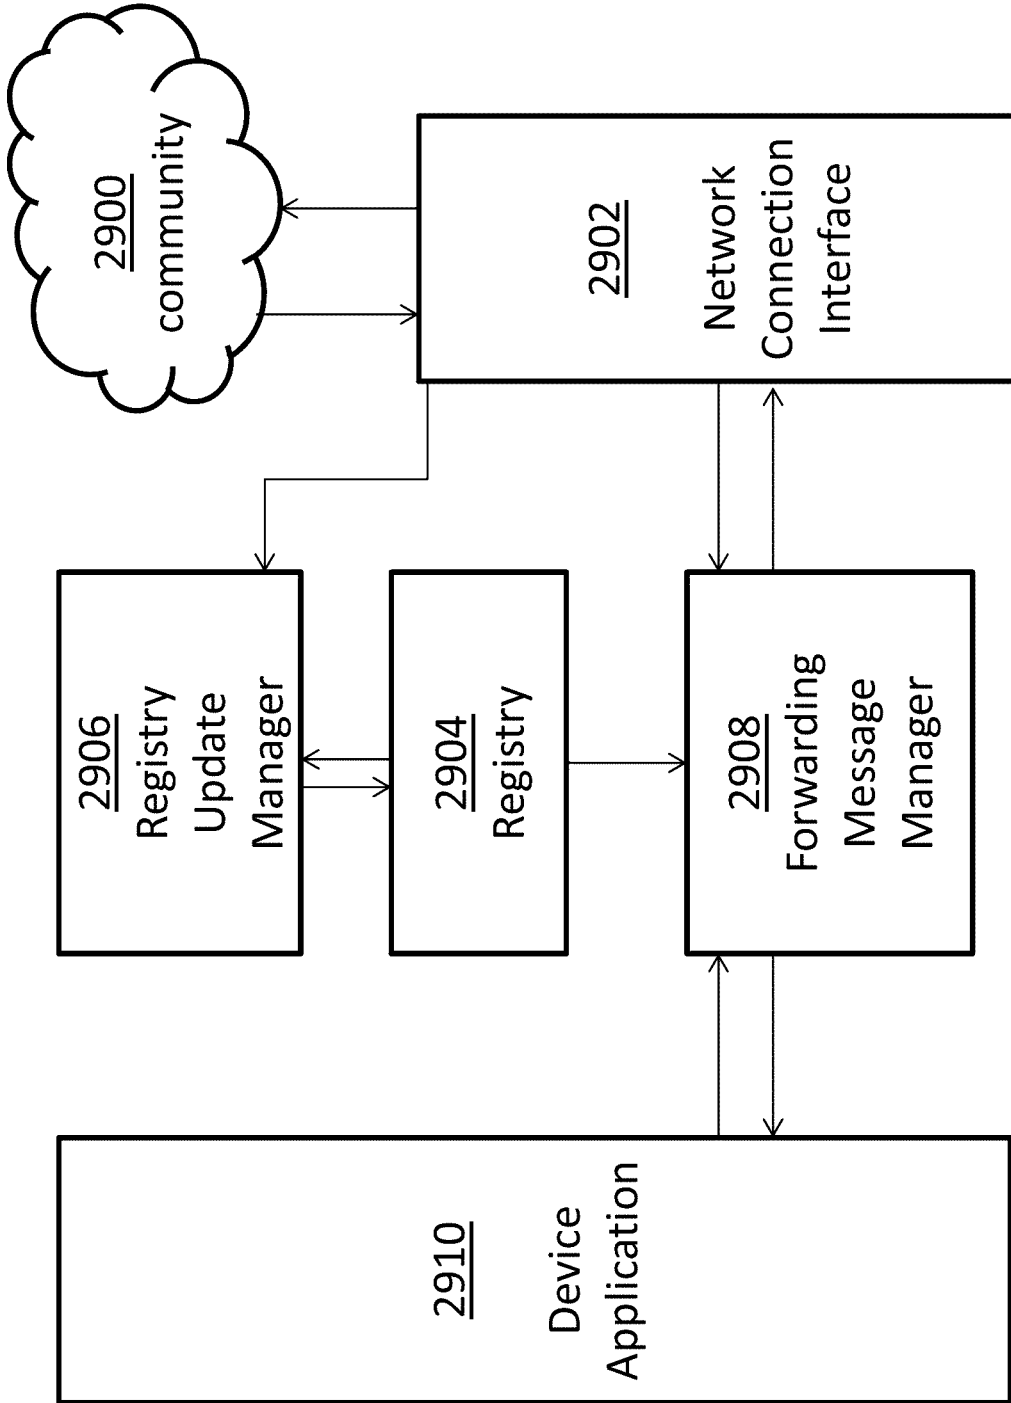 2900
community
2902
Network
Connection
Interface
2906
Registry
Update
Manager
2904
Registry
2908
Forwarding
Message
Manager
2910
Device
Application